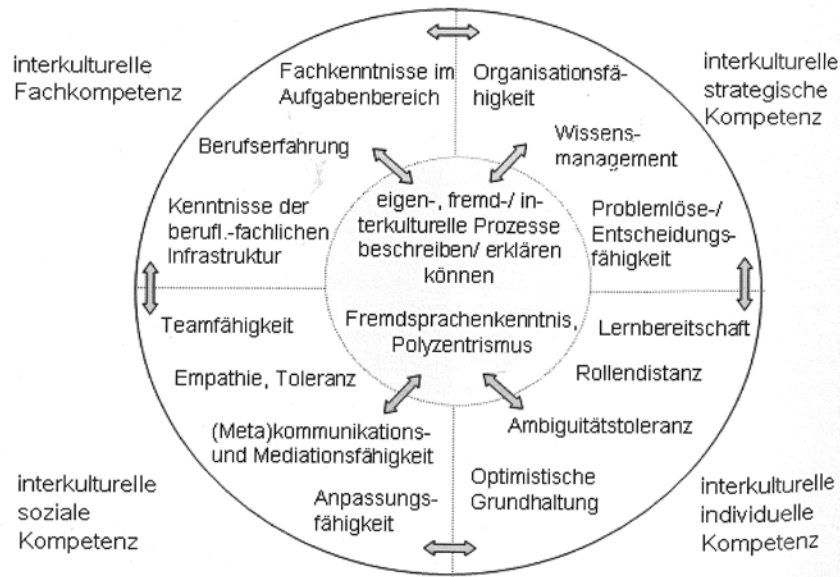 interkulturelle
Fachkompetenz
Fachkenntnisse im
Aufgabenbereich
Berufserfahrung
Kenntnisse der
berufl.-fachlichen
Infrastruktur
Organisationsfä-
higkeit
Wissens-
management
Problemlöse-/
Entscheidungs-
fähigkeit
interkulturelle
strategische
Kompetenz
eigen-, fremd-/ in-
terkulturelle Prozesse
beschreiben/ erklären
können
Fremdsprachenkenntnis,
Polyzentrismus
Teamfähigkeit
Empathie, Toleranz
(Meta)kommunikations-
und Mediationsfähigkeit
Anpassungs-
fähigkeit
interkulturelle
soziale
Kompetenz
Lernbereitschaft
Rollendistanz
Ambiguitätstoleranz
Optimistische
Grundhaltung
interkulturelle
individuelle
Kompetenz